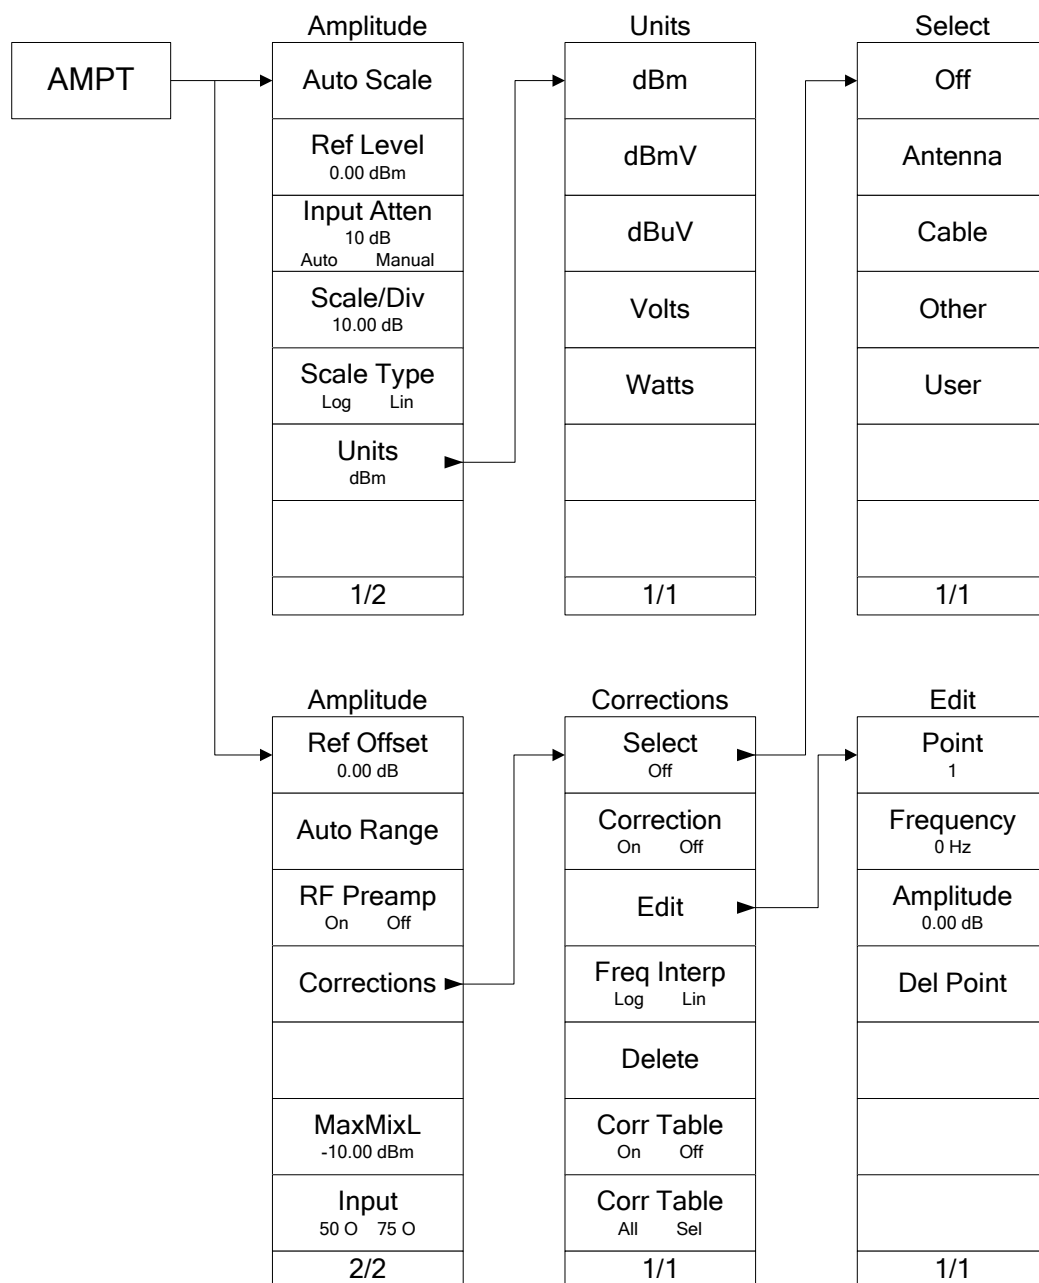 AMPT
Amplitude
Auto Scale
Ref Level
0.00 dBm
Input Atten
10 dB
Auto Manual
Scale/Div
10.00 dB
Scale Type
Log Lin
Units
dBm
1/2
Units
dBm
dBmV
dBuV
Volts
Watts
1/1
Select
Off
Antenna
Cable
Other
User
1/1
Amplitude
Ref Offset
0.00 dB
Auto Range
RF Preamp
On Off
Corrections
MaxMixL
-10.00 dBm
Input
50 O 75 O
2/2
Corrections
Select
Off
Correction
On Off
Edit
Freq Interp
Log Lin
Delete
Corr Table
On Off
Corr Table
All Sel
1/1
Edit
Point
1
Frequency
0 Hz
Amplitude
0.00 dB
Del Point
1/1